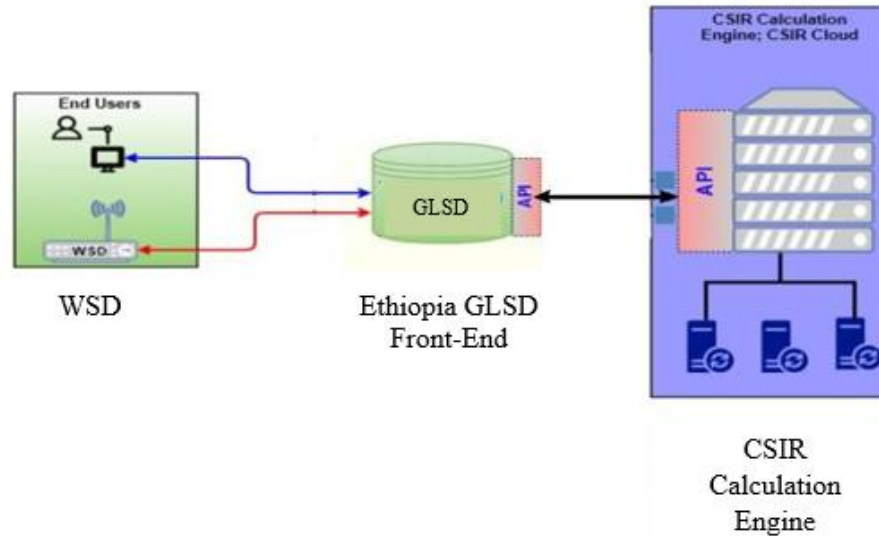 CSIR Calculation
Engine; CSIR Cloud
End Users
WSD
GLSD
API
API
WSD
Ethiopia GLSD
Front-End
CSIR
Calculation
Engine